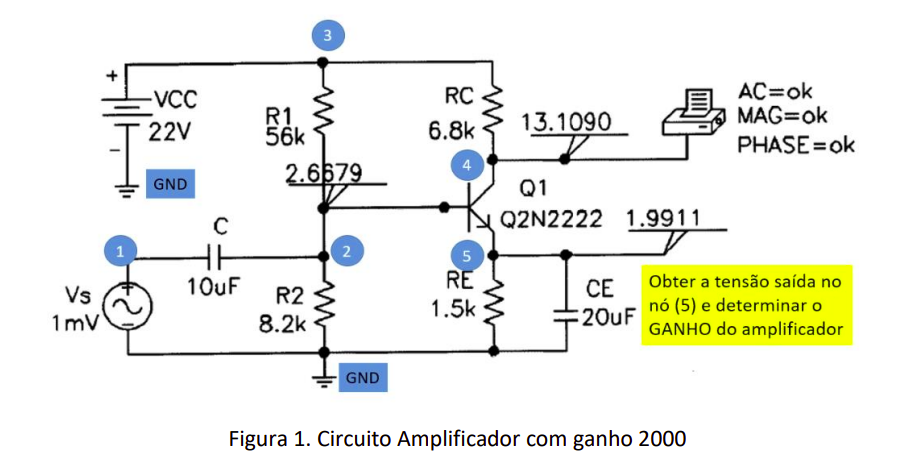 3
+
VCC
22V
-
GND
R1
56k
RC
6.8k
13.1090
AC=ok
MAG=ok
PHASE=ok
2.6679
4
Q1
Q2N2222
1.9911
1
C
10uF
2
5
Vs
1mV
+
-
R2
8.2k
RE
1.5k
CE
20uF
Obter a tensão saída no
nó (5) e determinar o
GANHO do amplificador
GND
Figura 1. Circuito Amplificador com ganho 2000